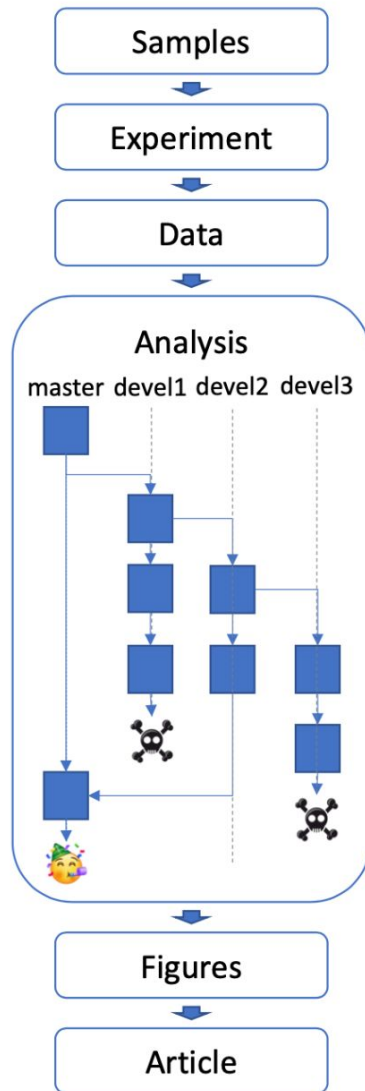 Samples
Experiment
Data
Analysis
master devel1 devel2 devel3
Figures
Article